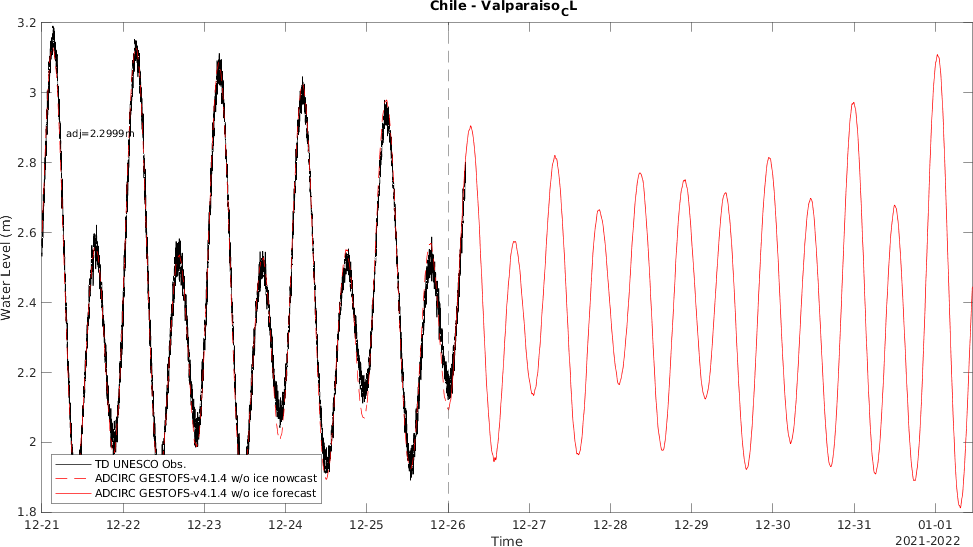 Chile - Valparaiso_CL
3.2
3
2.8
2.6
2.4
2.2
2
1.8
Water Level (m)
adj=2.2999m
TD UNESCO Obs.
ADCIRC GESTOFS-v4.1.4 w/o ice nowcast
ADCIRC GESTOFS-v4.1.4 w/o ice forecast
12-21 12-22 12-23 12-24 12-25 12-26 12-27 12-28 12-29 12-30 12-31 01-01
Time
2021-2022